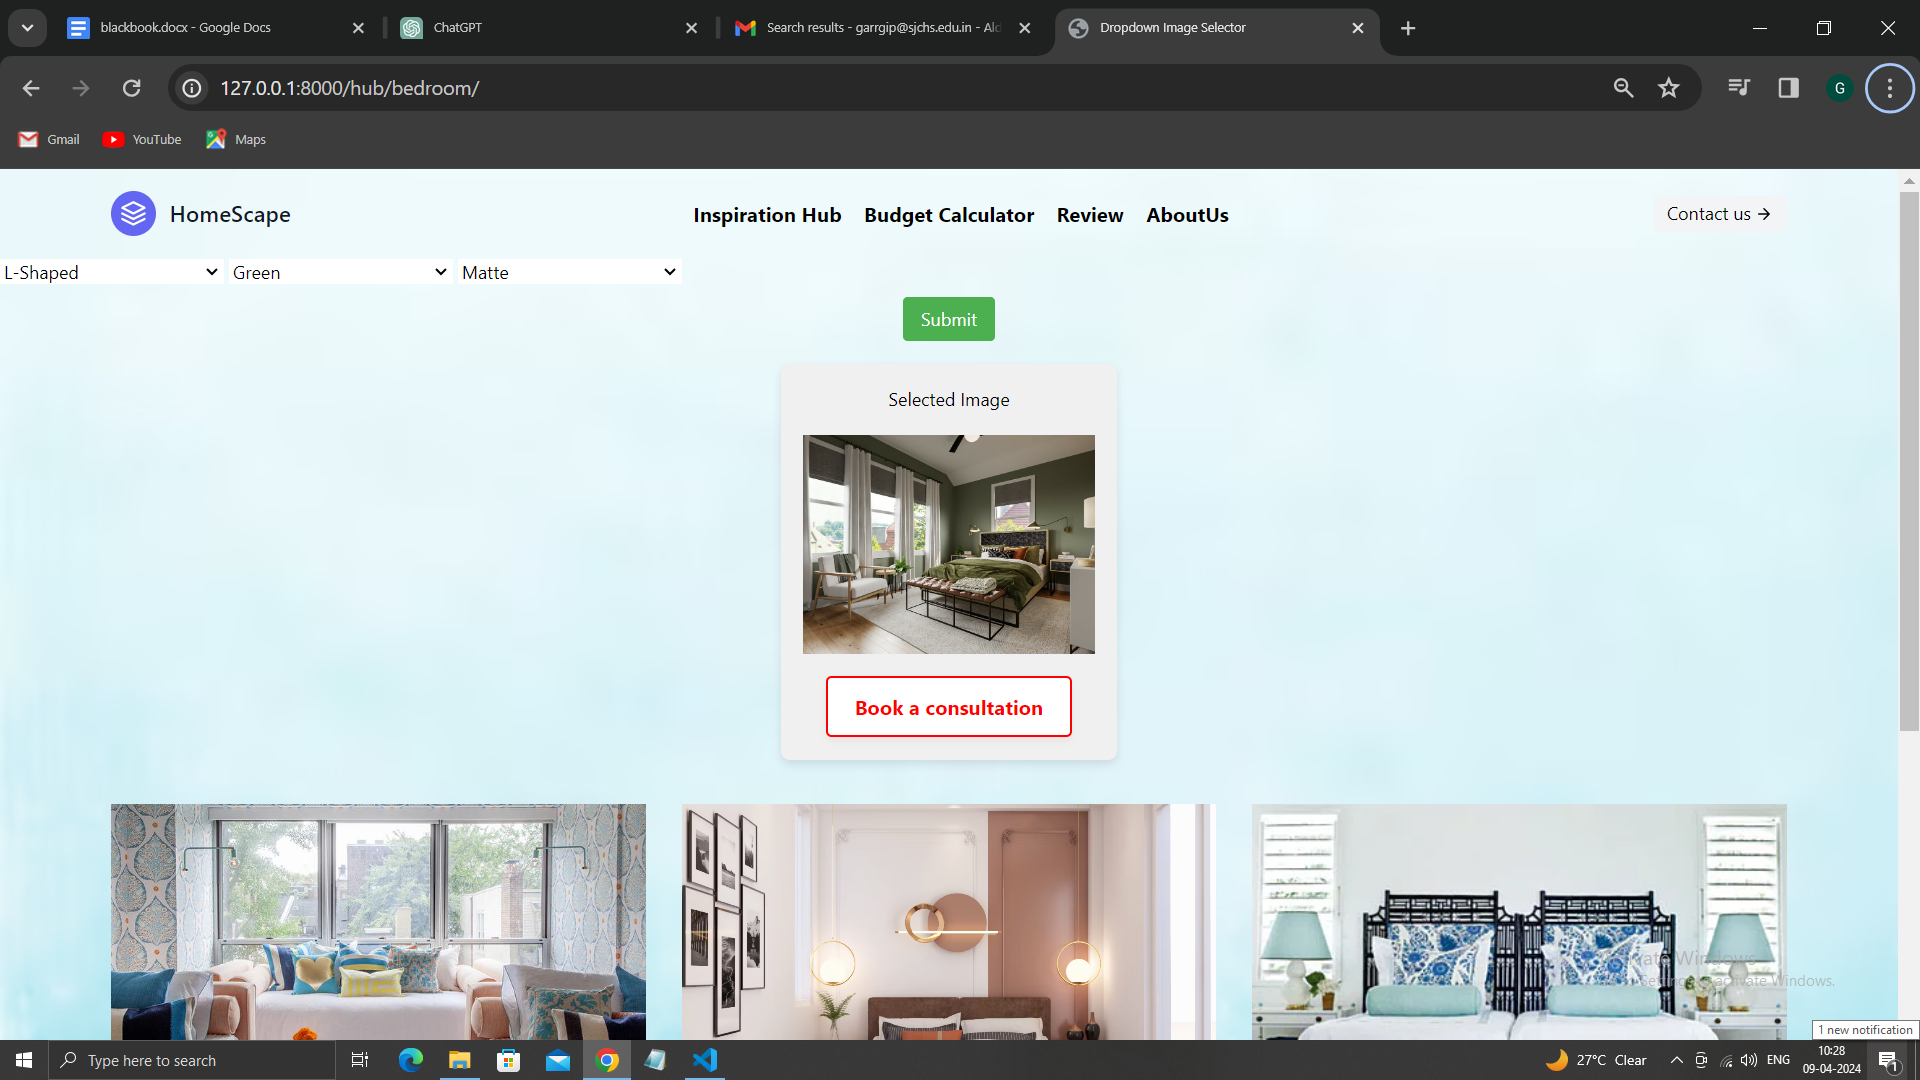 blackbook.docx - Google Docs
ChatGPT
Search results - garrgip@sjchs.edu.in - Ald
Dropdown Image Selector
127.0.0.1:8000/hub/bedroom/
G
Gmail
YouTube
Maps
HomeScape
Inspiration Hub
Budget Calculator
Review
AboutUs
Contact us →
L-Shaped
Green
Matte
Submit
Selected Image
Book a consultation
Activate Windows
Settings to activate Windows.
1 new notification
Type here to search
27°C Clear
ENG
10:28
09-04-2024
1